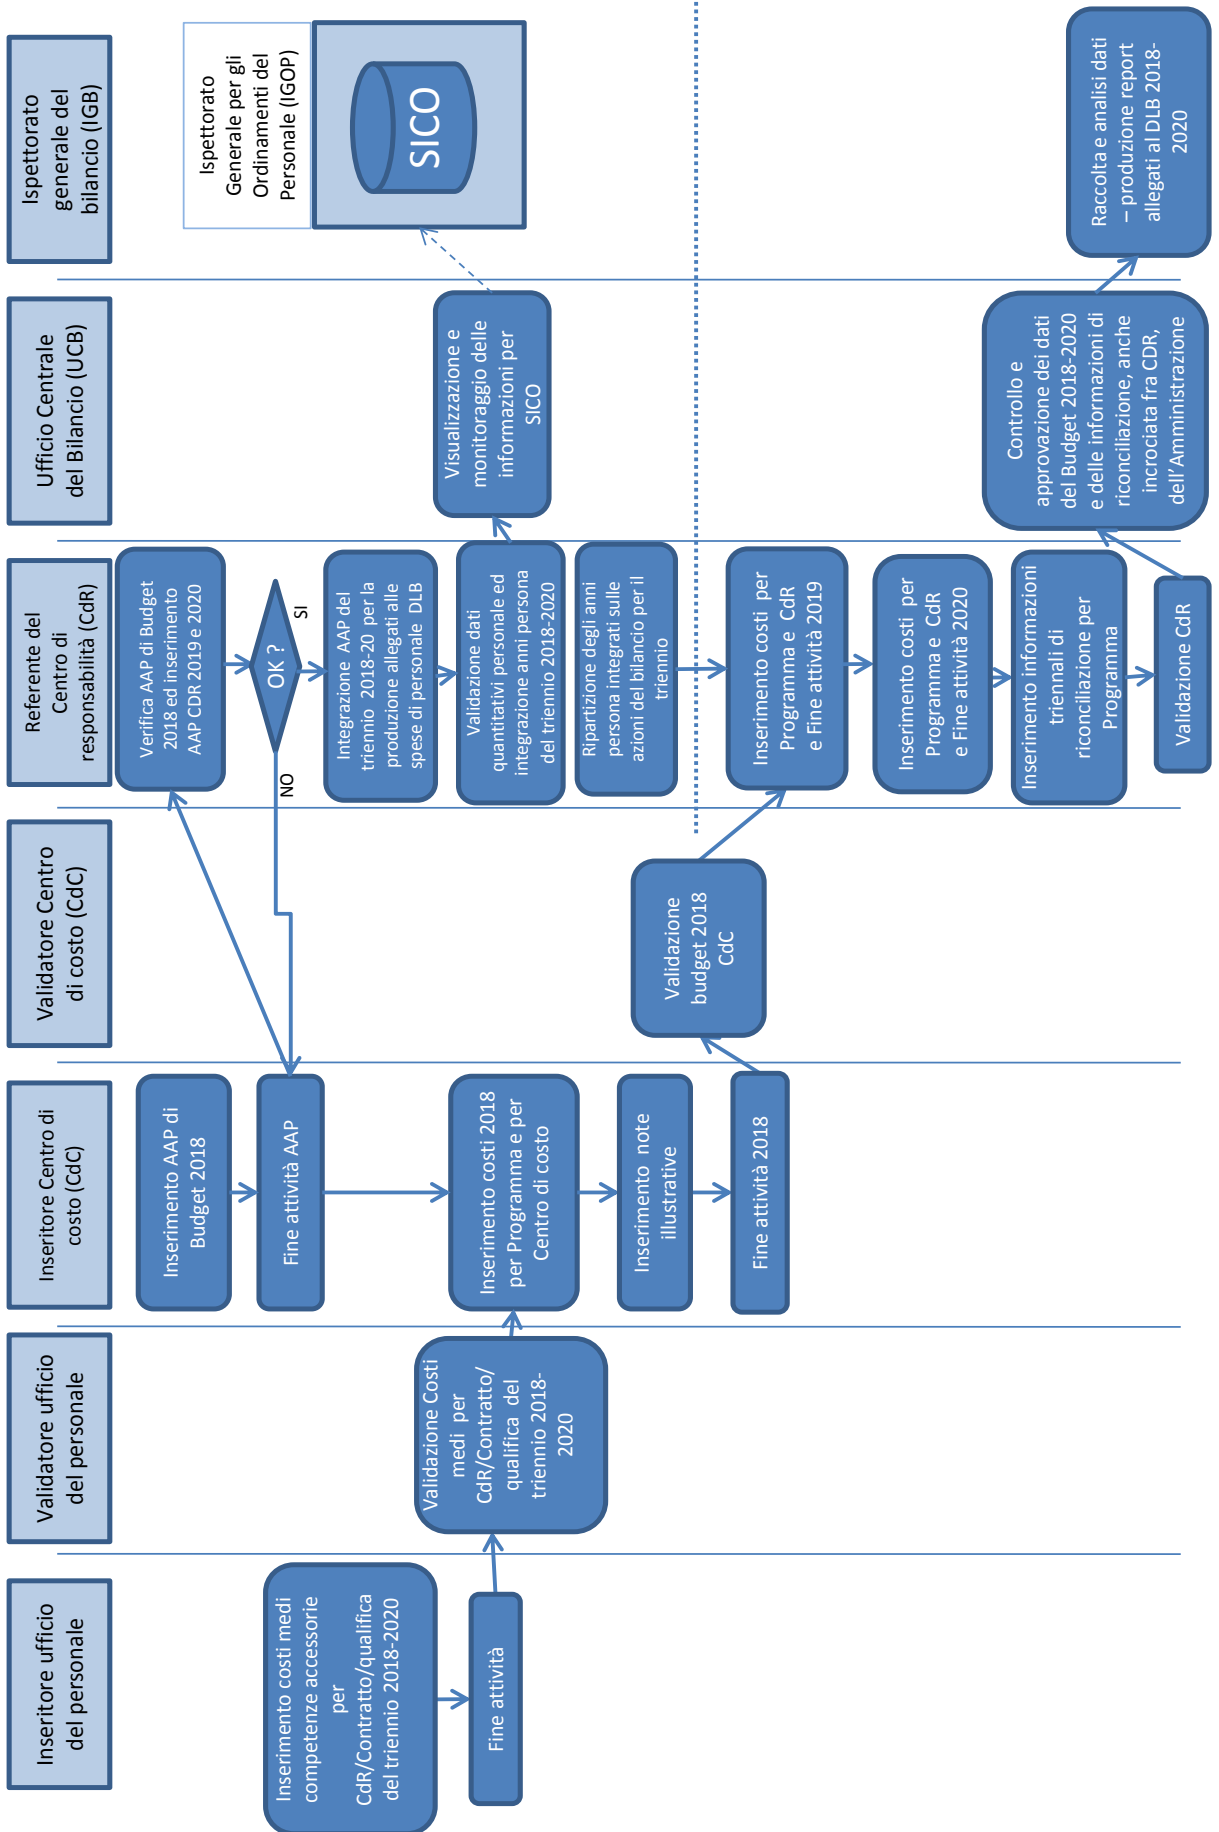 Inseritore ufficio
del personale
Validatore ufficio
del personale
Inseritore Centro di
costo (CdC)
Validatore Centro
di costo (CdC)
Referente del
Centro di
responsabilità (CdR)
Ufficio Centrale
del Bilancio (UCB)
Ispettorato
generale del
bilancio (IGB)
Inserimento costi medi
competenze accessorie
per
CdR/Contratto/qualifica
del triennio 2018-2020
Fine attività
Validazione Costi
medi per
CdR/Contratto/
qualifica del
triennio 2018-
2020
Inserimento AAP di
Budget 2018
Fine attività AAP
Inserimento costi 2018
per Programma e per
Centro di costo
Inserimento note
illustrative
Fine attività 2018
Validazione
budget 2018
CdC
Verifica AAP di Budget
2018 ed inserimento
AAP CDR 2019 e 2020
OK ?
SI
NO
Integrazione AAP del
triennio 2018-20 per la
produzione allegati alle
spese di personale DLB
Validazione dati
quantitativi personale ed
integrazione anni persona
del triennio 2018-2020
Ripartizione degli anni
persona integrati sulle
azioni del bilancio per il
triennio
Inserimento costi per
Programma e CdR
e Fine attività 2019
Inserimento costi per
Programma e CdR
e Fine attività 2020
Inserimento informazioni
triennali di
riconciliazione per
Programma
Validazione CdR
Visualizzazione e
monitoraggio delle
informazioni per
SICO
Controllo e
approvazione dei dati
del Budget 2018-2020
e delle informazioni di
riconciliazione, anche
incrociata fra CDR,
dell'Amministrazione
Ispettorato
Generale per gli
Ordinamenti del
Personale (IGOP)
SICO
Raccolta e analisi dati
– produzione report
allegati al DLB 2018-
2020